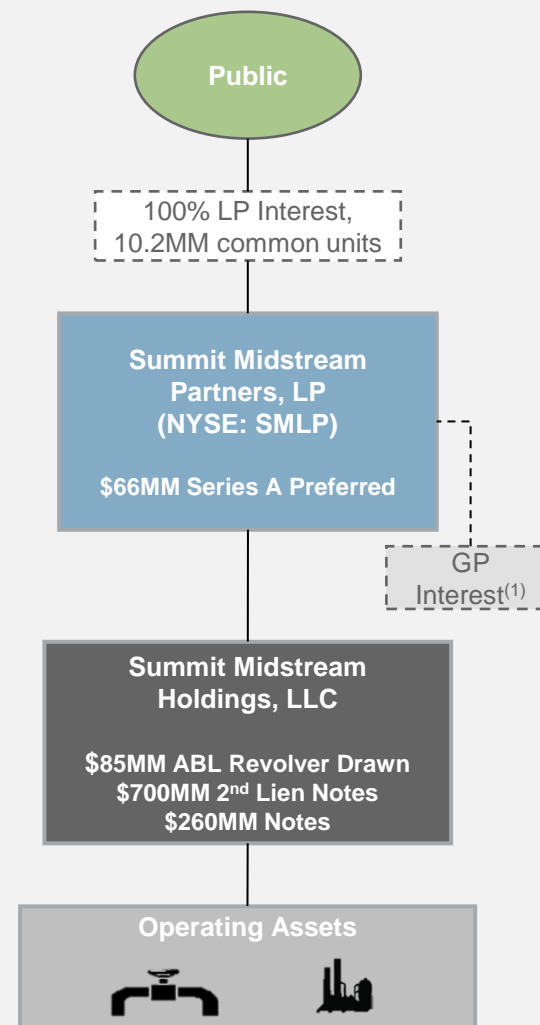 Public
100% LP Interest,
10.2MM common units
Summit Midstream
Partners, LP
(NYSE: SMLP)
$66MM Series A Preferred
GP
Interest(1)
Summit Midstream
Holdings, LLC
$85MM ABL Revolver Drawn
$700MM 2nd Lien Notes
$260MM Notes
Operating Assets